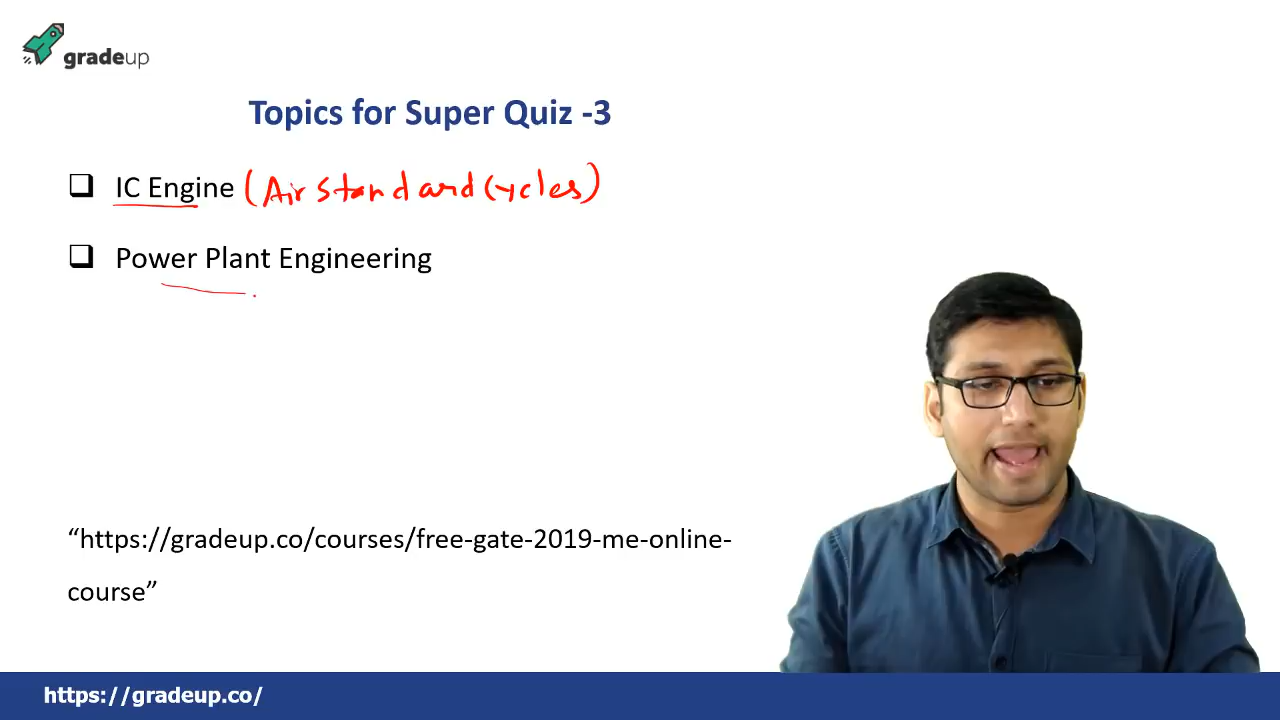 gradeup
Topics for Super Quiz -3
IC Engine (Air Standard Cycles)
Power Plant Engineering
“https://gradeup.co/courses/free-gate-2019-me-online-
course”
https://gradeup.co/